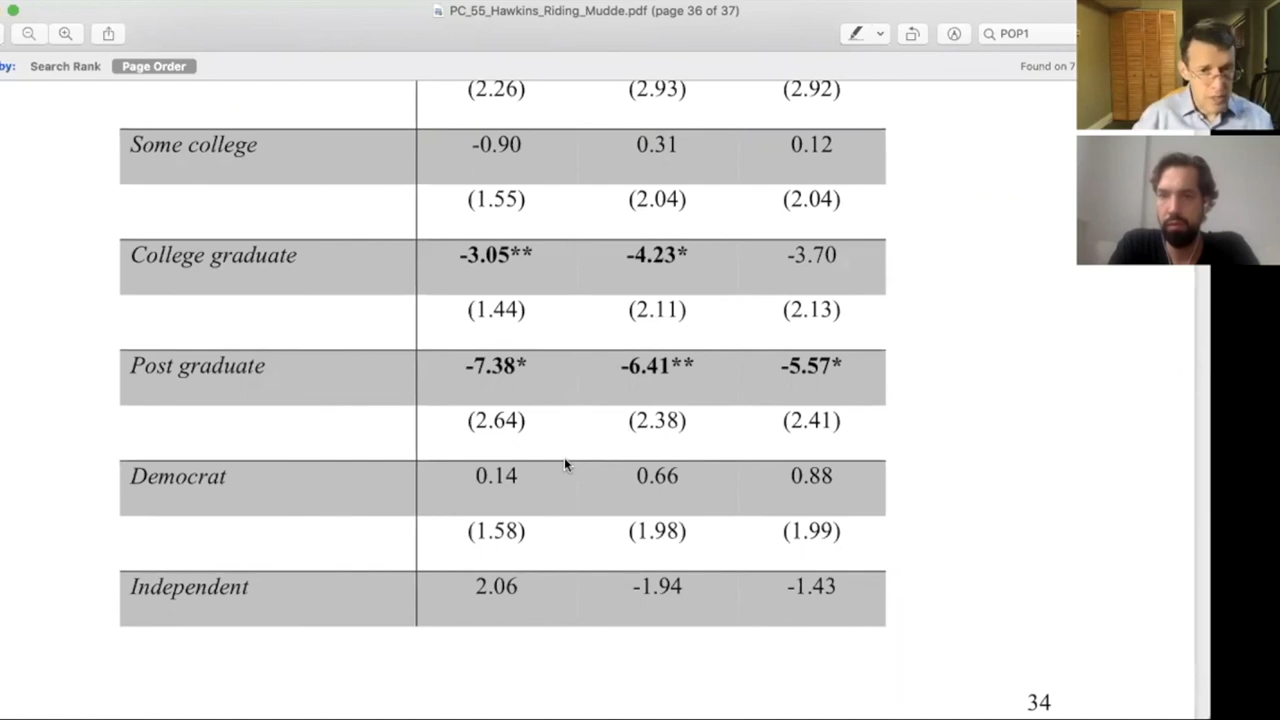 PC_55_Hawkins_Riding_Mudde.pdf (page 36 of 37)
POP1
by: Search Rank Page Order Found on 7
(2.26) (2.93) (2.92)
Some college -0.90 0.31 0.12
(1.55) (2.04) (2.04)
College graduate -3.05** -4.23* -3.70
(1.44) (2.11) (2.13)
Post graduate -7.38* -6.41** -5.57*
(2.64) (2.38) (2.41)
Democrat 0.14 0.66 0.88
(1.58) (1.98) (1.99)
Independent 2.06 -1.94 -1.43
34